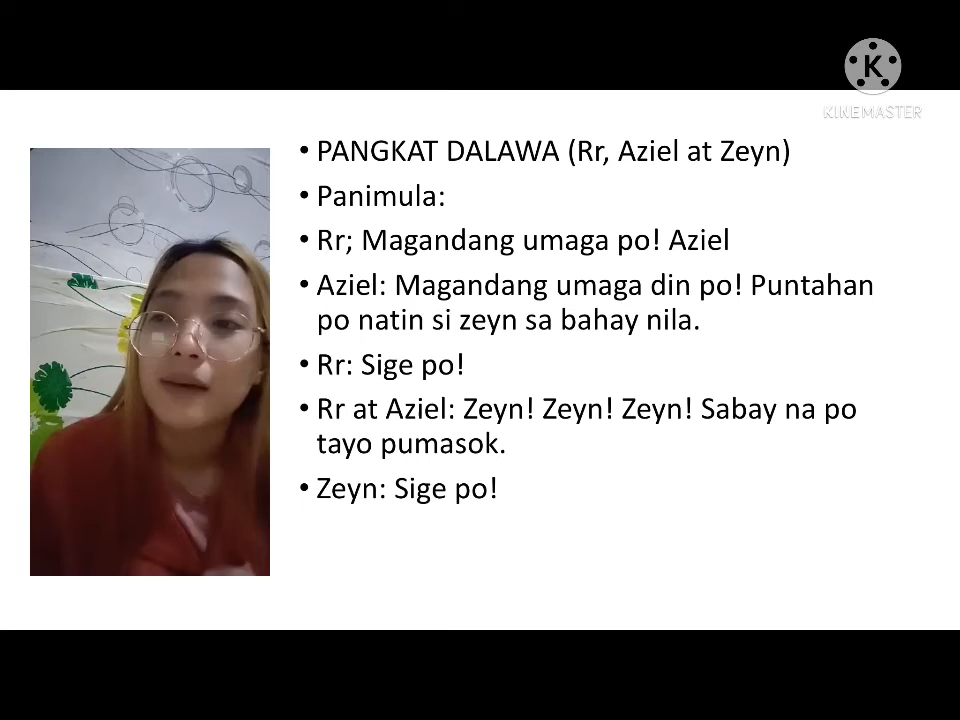 K
KINEMASTER
• PANGKAT DALAWA (Rr, Aziel at Zeyn)
• Panimula:
• Rr; Magandang umaga po! Aziel
• Aziel: Magandang umaga din po! Puntahan
po natin si zeyn sa bahay nila.
• Rr: Sige po!
• Rr at Aziel: Zeyn! Zeyn! Zeyn! Sabay na po
tayo pumasok.
• Zeyn: Sige po!